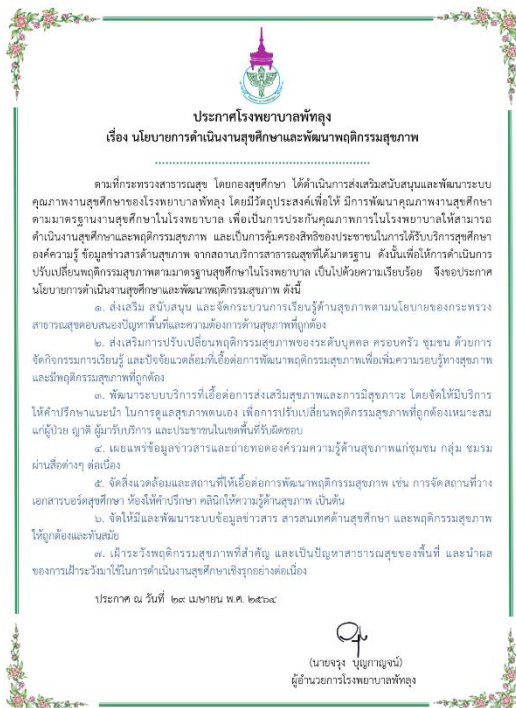 ประกาศโรงพยาบาลพัทลุง
เรื่อง นโยบายการดำเนินงานสุขศึกษาและพัฒนาพฤติกรรมสุขภาพ
ตามที่กระทรวงสาธารณสุข โดยกองสุขศึกษา ได้ดำเนินการส่งเสริมสนับสนุนและพัฒนาระบบ
คุณภาพงานสุขศึกษาของโรงพยาบาลพัทลุง โดยมีวัตถุประสงค์เพื่อให้ มีการพัฒนาคุณภาพงานสุขศึกษา
ตามมาตรฐานงานสุขศึกษาในโรงพยาบาล เพื่อเป็นการประกันคุณภาพการในโรงพยาบาลให้สามารถ
ดำเนินงานสุขศึกษาและพฤติกรรมสุขภาพ และเป็นการคุ้มครองสิทธิของประชาชนในการได้รับบริการสุขศึกษา
องค์ความรู้ ข้อมูลข่าวสารด้านสุขภาพ จากสถานบริการสาธารณสุขที่ได้มาตรฐาน ดังนั้นเพื่อให้การดำเนินการ
ปรับเปลี่ยนพฤติกรรมสุขภาพตามมาตรฐานสุขศึกษาในโรงพยาบาล เป็นไปด้วยความเรียบร้อย จึงขอประกาศ
นโยบายการดำเนินงานสุขศึกษาและพัฒนาพฤติกรรมสุขภาพ ดังนี้
๑. ส่งเสริม สนับสนุน และจัดกระบวนการเรียนรู้ด้านสุขภาพตามนโยบายของกระทรวง
สาธารณสุขตอบสนองปัญหาพื้นที่และความต้องการด้านสุขภาพที่ถูกต้อง
๒. ส่งเสริมการปรับเปลี่ยนพฤติกรรมสุขภาพของระดับบุคคล ครอบครัว ชุมชน ด้วยการ
จัดกิจกรรมการเรียนรู้ และปัจจัยแวดล้อมที่เอื้อต่อการพัฒนาพฤติกรรมสุขภาพเพื่อเพิ่มความรอบรู้ทางสุขภาพ
และมีพฤติกรรมสุขภาพที่ถูกต้อง
๓. พัฒนาระบบบริการที่เอื้อต่อการส่งเสริมสุขภาพและการมีสุขภาวะ โดยจัดให้มีบริการ
ให้คำปรึกษาแนะนำ ในการดูแลสุขภาพตนเอง เพื่อการปรับเปลี่ยนพฤติกรรมสุขภาพที่ถูกต้องเหมาะสม
แก่ผู้ป่วย ญาติ ผู้มารับบริการ และประชาชนในเขตพื้นที่รับผิดชอบ
๔. เผยแพร่ข้อมูลข่าวสารและถ่ายทอดองค์รวมความรู้ด้านสุขภาพแก่ชุมชน กลุ่ม ชมรม
ผ่านสื่อต่างๆ ต่อเนื่อง
๕. จัดสิ่งแวดล้อมและสถานที่ให้เอื้อต่อการพัฒนาพฤติกรรมสุขภาพ เช่น การจัดสถานที่วาง
เอกสารบอร์ดสุขศึกษา ห้องให้คำปรึกษา คลินิกให้ความรู้ด้านสุขภาพ เป็นต้น
๖. จัดให้มีและพัฒนาระบบข้อมูลข่าวสาร สารสนเทศด้านสุขศึกษา และพฤติกรรมสุขภาพ
ให้ถูกต้องและทันสมัย
๗. เฝ้าระวังพฤติกรรมสุขภาพที่สำคัญ และเป็นปัญหาสาธารณสุขของพื้นที่ และนำผล
ของการเฝ้าระวังมาใช้ในการดำเนินงานสุขศึกษาเชิงรุกอย่างต่อเนื่อง
ประกาศ ณ วันที่ ๒๙ เมษายน พ.ศ. ๒๕๖๔
(นายจรุง บุญกาญจน์)
ผู้อำนวยการโรงพยาบาลพัทลุง